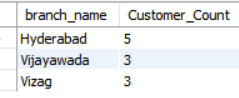 branch_name Customer_Count
Hyderabad 5
Vijayawada 3
Vizag 3